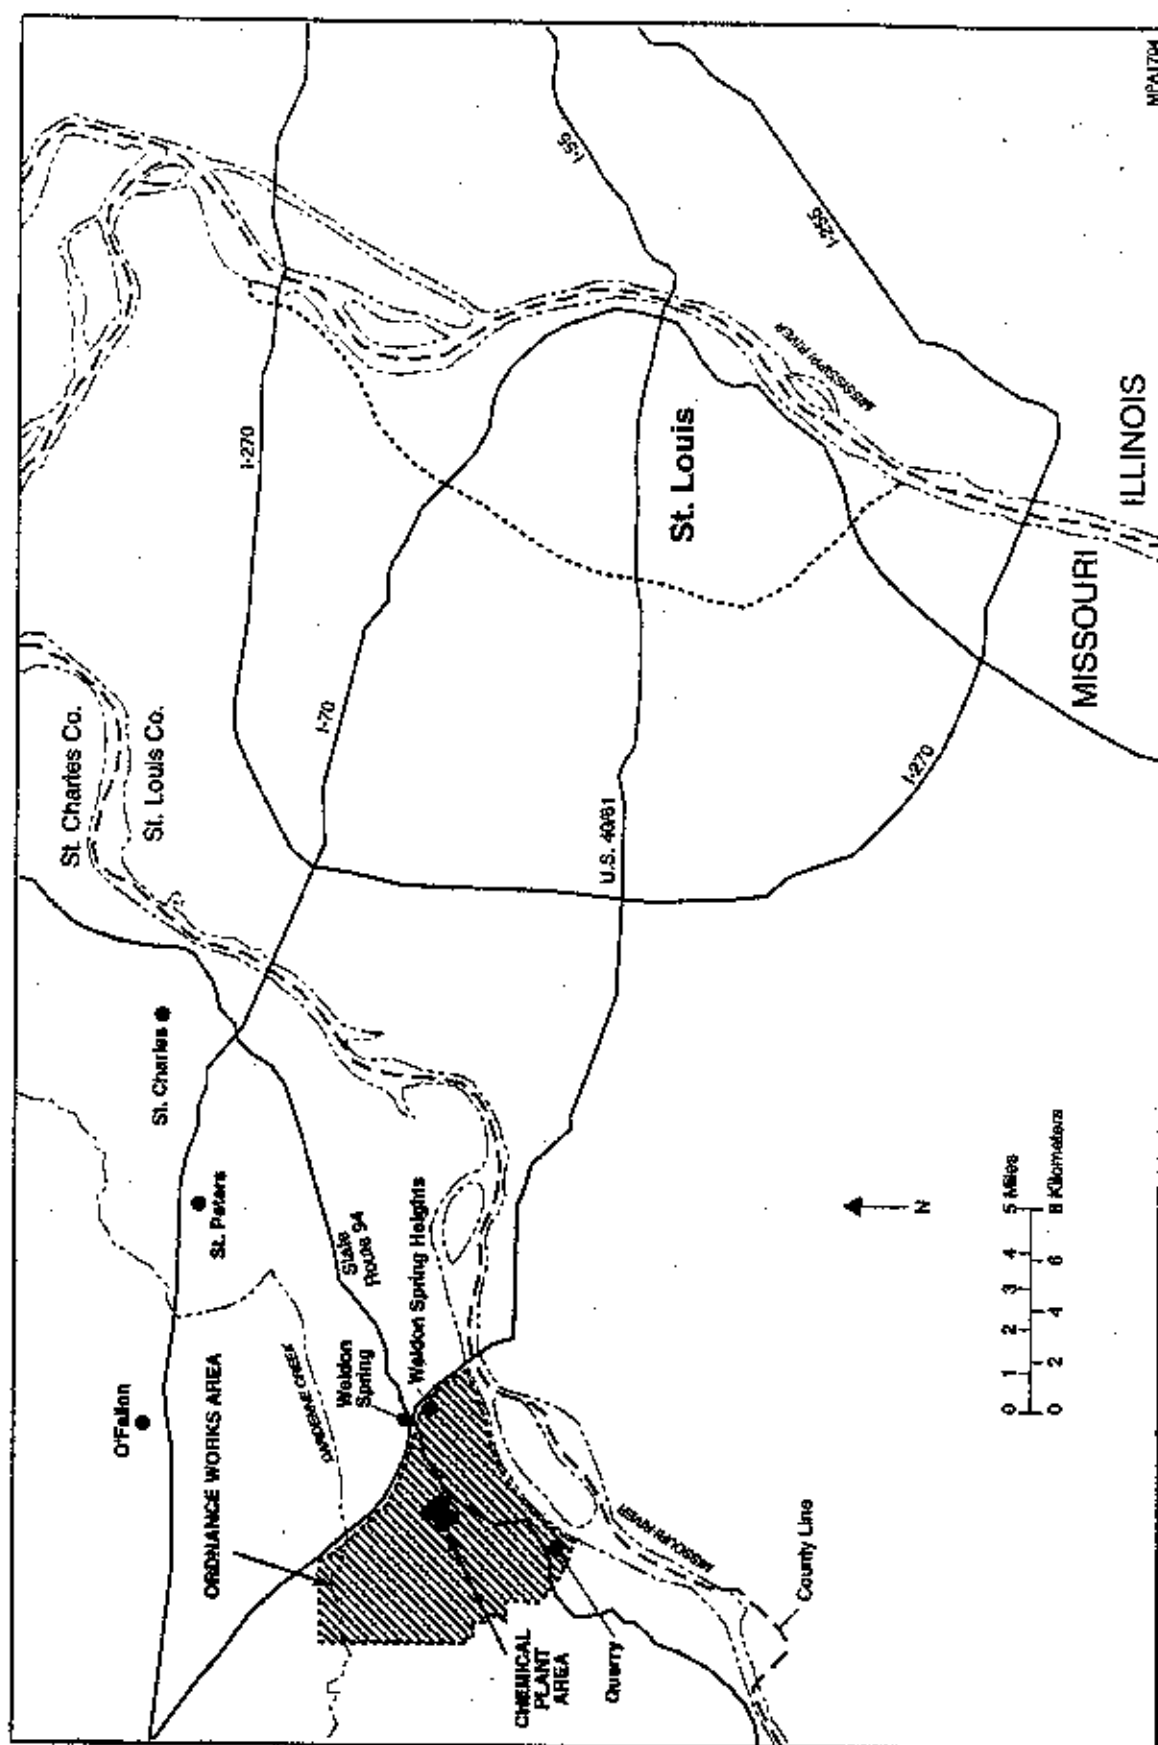 St. Charles Co.
St. Louis Co.
St. Charles
St. Peters
O'Fallon
ORDNANCE WORKS AREA
DARDENNE CREEK
State
Route 94
Weldon
Spring
Weldon Spring Heights
CHEMICAL
PLANT
AREA
Quarry
MISSOURI RIVER
County Line
I-270
I-70
U.S. 40/61
I-270
St. Louis
I-55
I-255
MISSISSIPPI RIVER
MISSOURI
ILLINOIS
N
0 1 2 3 4 5 Miles
0 2 4 6 8 Kilometers
MPA1704